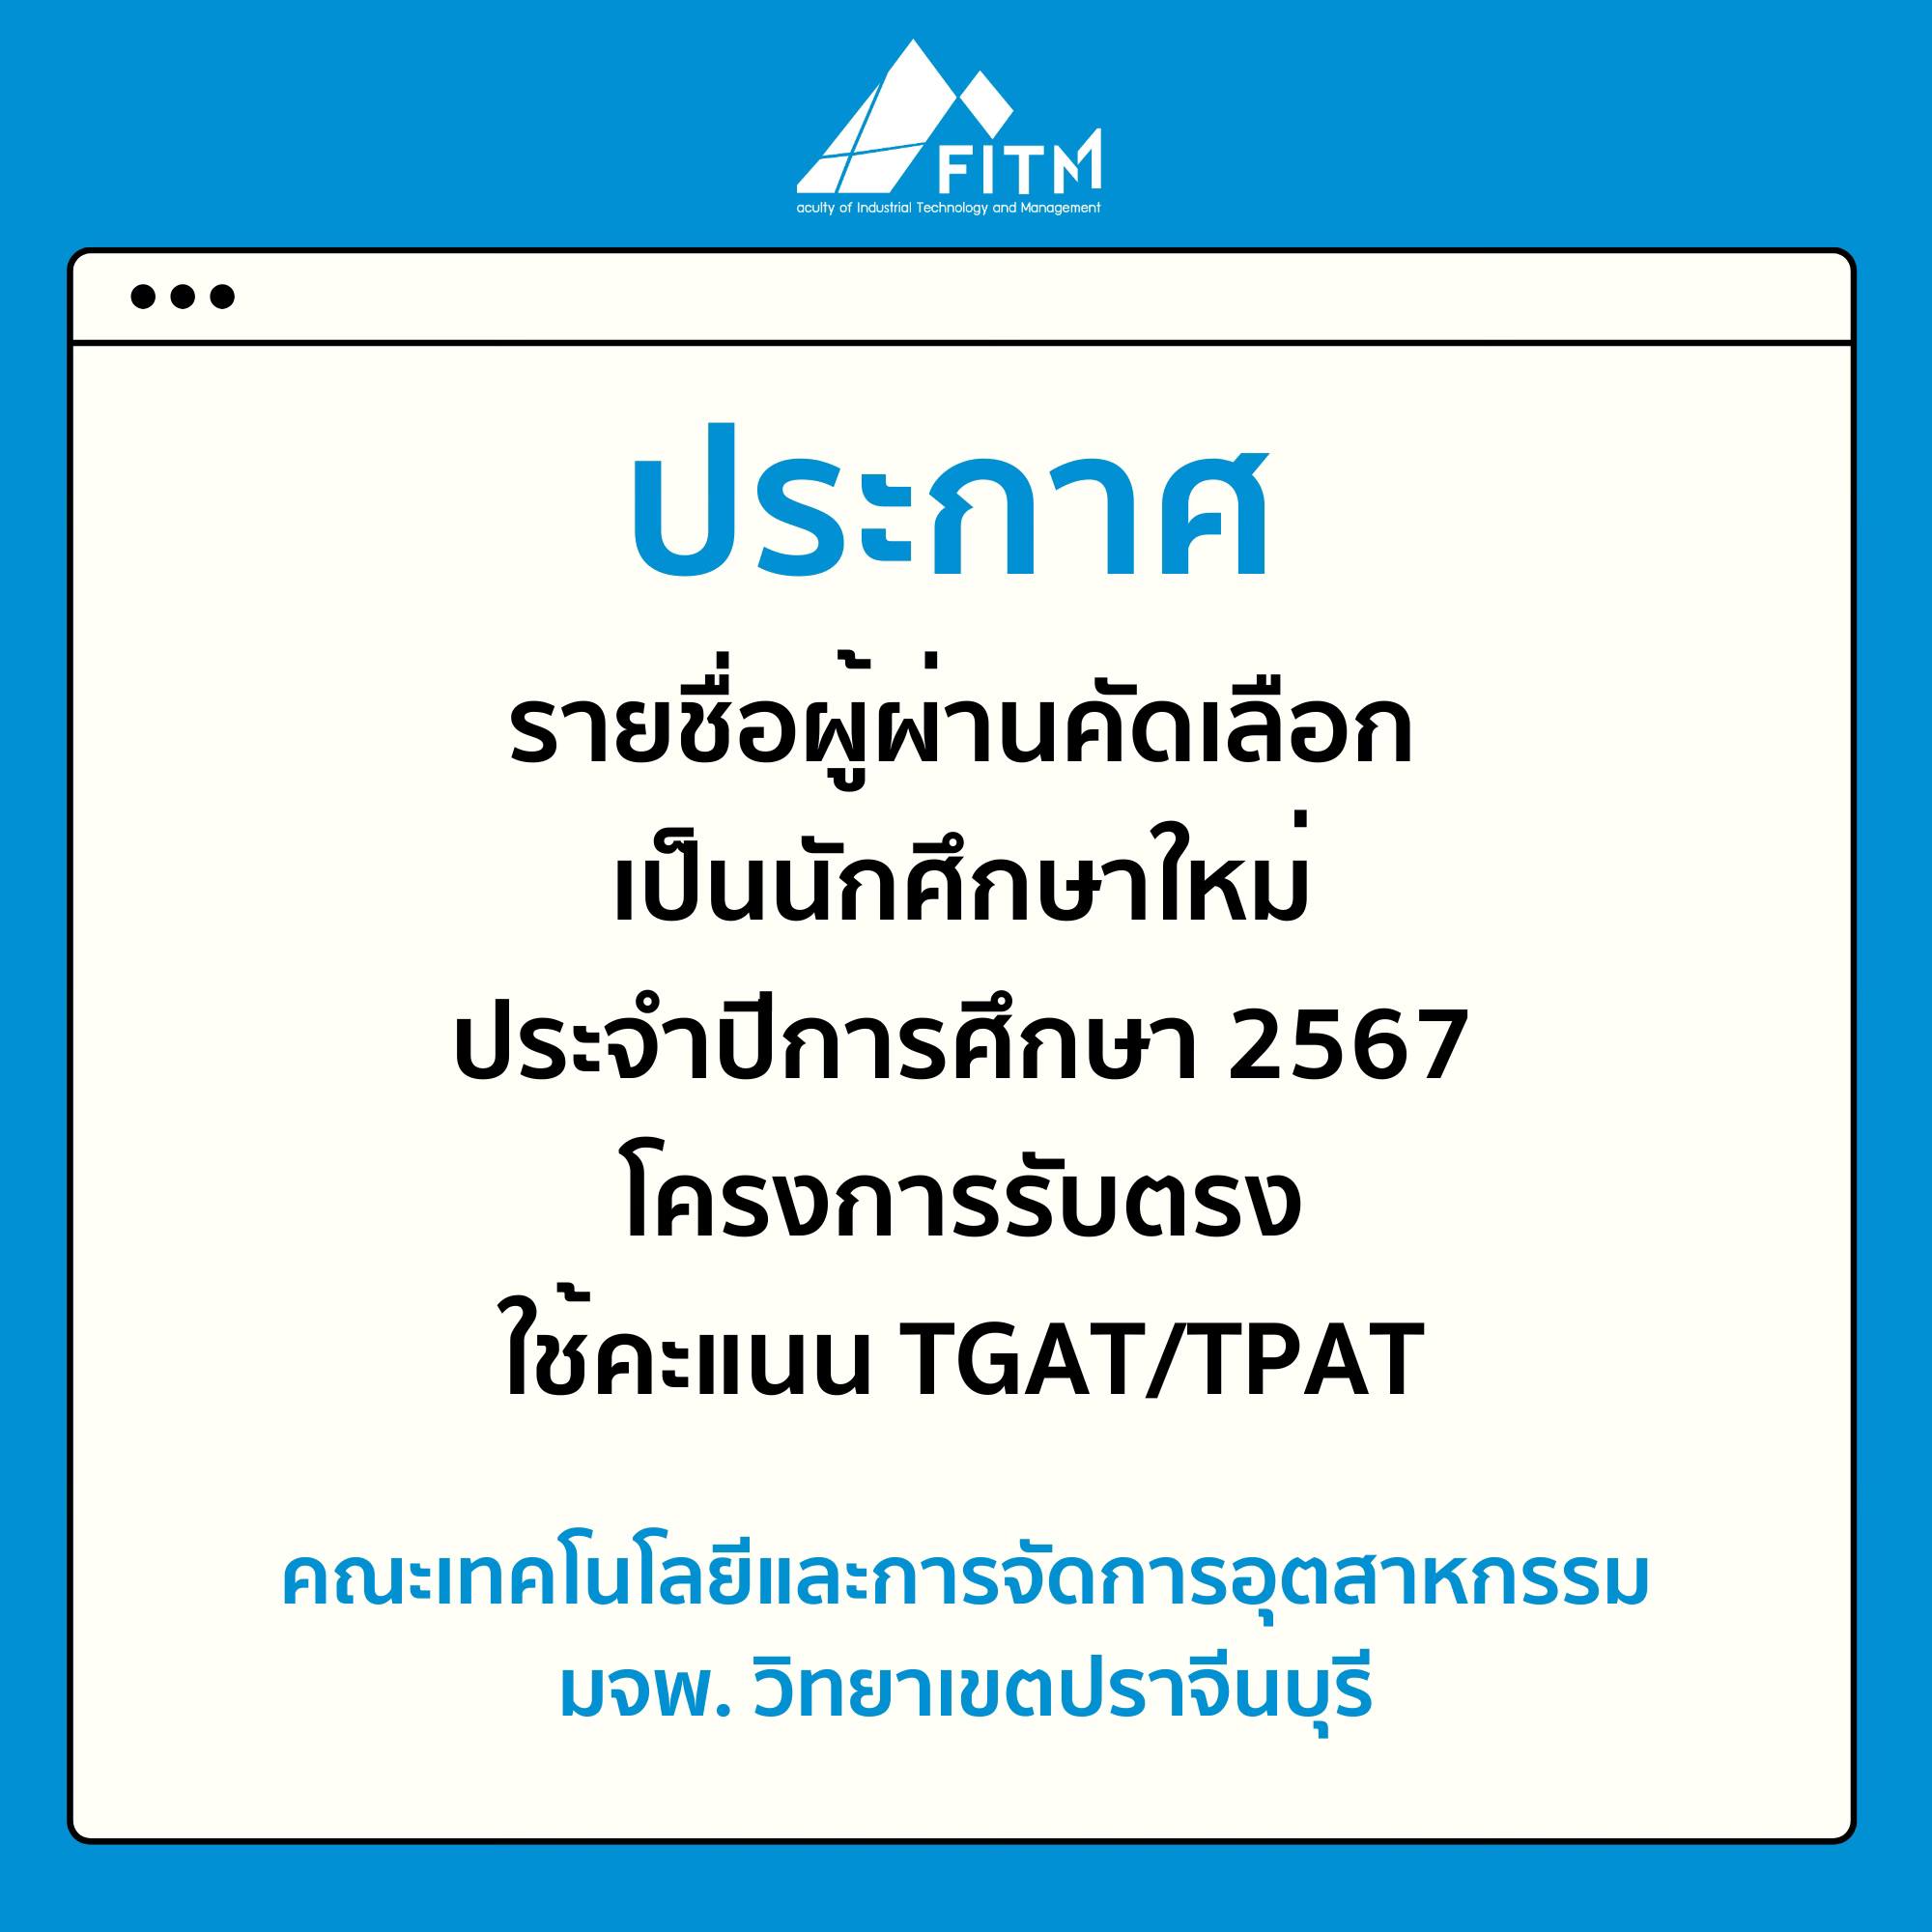 FITM
aculty of Industrial Technology and Management
ประกาศ
รายชื่อผู้ผ่านคัดเลือก
เป็นนักศึกษาใหม่
ประจำปีการศึกษา 2567
โครงการรับตรง
ใช้คะแนน TGAT/TPAT
คณะเทคโนโลยีและการจัดการอุตสาหกรรม
มจพ. วิทยาเขตปราจีนบุรี